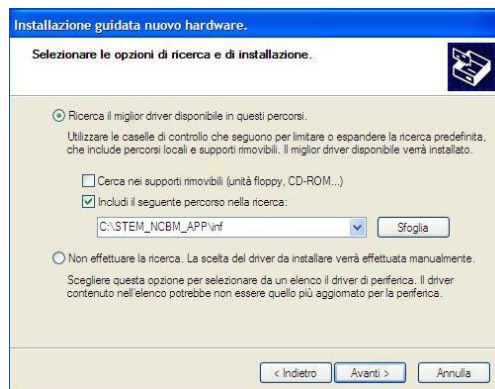 Installazione guidata nuovo hardware.
Selezionare le opzioni di ricerca e di installazione.
Ricerca il miglior driver disponibile in questi percorsi.
Utilizzare le caselle di controllo che seguono per limitare o espandere la ricerca predefinita,
che include percorsi locali e supporti rimovibili. Il miglior driver disponibile verrà installato.
Cerca nei supporti rimovibili (unità floppy, CD-ROM...)
Includi il seguente percorso nella ricerca:
C:\STEM_NCBM_APP\inf
Sfoglia
Non effettuare la ricerca. La scelta del driver da installare verrà effettuata manualmente.
Scegliere questa opzione per selezionare da un elenco il driver di periferica. Il driver
contenuto nell'elenco potrebbe non essere quello più aggiornato per la periferica.
< Indietro Avanti > Annulla